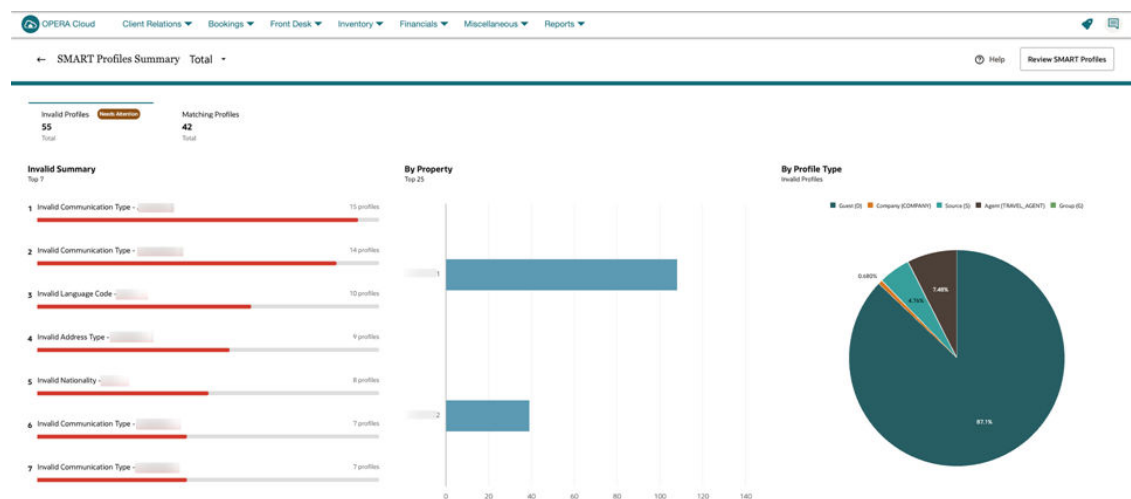 OPERA Cloud Client Relations Bookings Front Desk Inventory Financials Miscellaneous Reports
← SMART Profiles Summary Total
Help Review SMART Profiles
Invalid Profiles Needs Attention
55
Total
Matching Profiles
42
Total
Invalid Summary
Top 7
1 Invalid Communication Type - 15 profiles
2 Invalid Communication Type - 14 profiles
3 Invalid Language Code - 10 profiles
4 Invalid Address Type - 9 profiles
5 Invalid Nationality - 8 profiles
6 Invalid Communication Type - 7 profiles
7 Invalid Communication Type - 7 profiles
By Property
Top 25
1
2
0 20 40 60 80 100 120 140
By Profile Type
Invalid Profiles
Guest (D) Company (COMPANY) Source (S) Agent (TRAVEL_AGENT) Group (G)
0.680%
4.76%
7.48%
87.1%